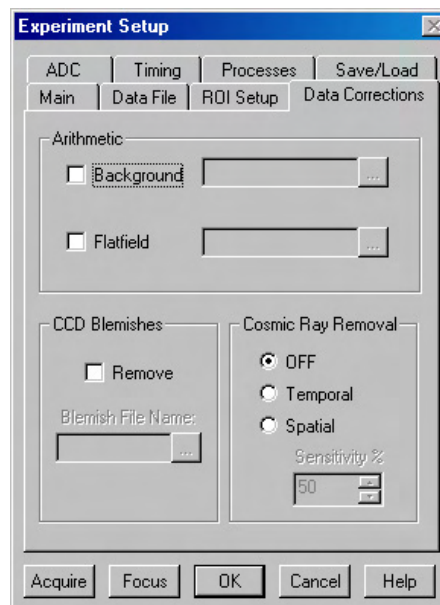 Experiment Setup
ADC Timing Processes Save/Load
Main Data File ROI Setup Data Corrections
Arithmetic
Background ...
Flatfield ...
CCD Blemishes
Remove
Blemish File Name:
...
Cosmic Ray Removal
OFF
Temporal
Spatial
Sensitivity %
50
Acquire Focus OK Cancel Help